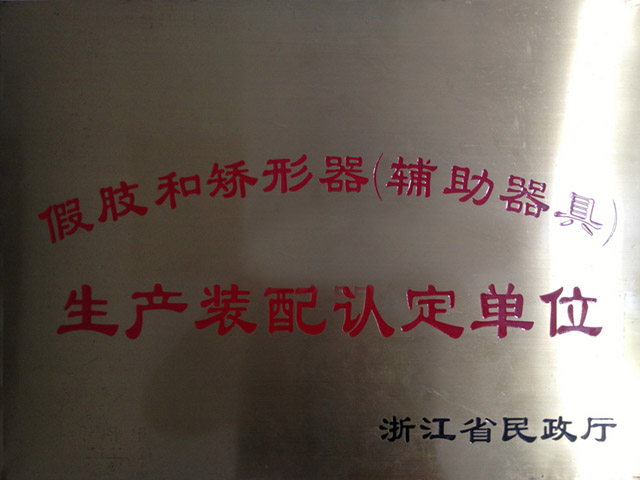 假肢和矫形器(辅助器具)
生产装配认定单位
浙江省民政厅